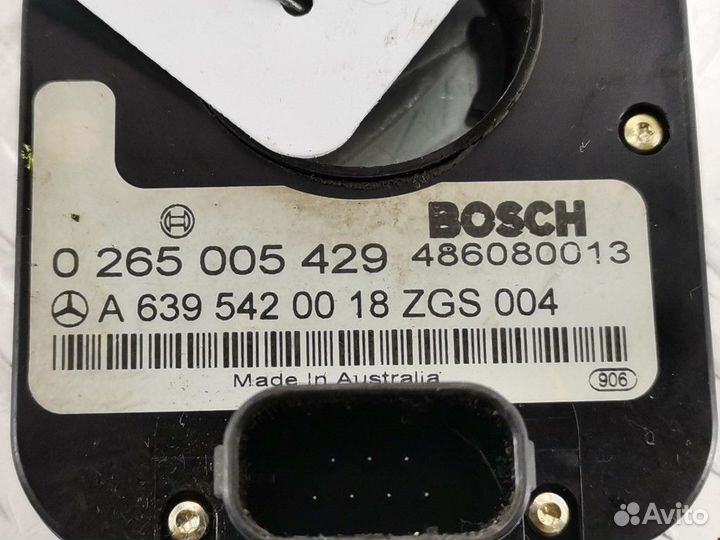 BOSCH
0 265 005 429 486080013
A 639 542 00 18 ZGS 004
Made In Australia
906
Avito